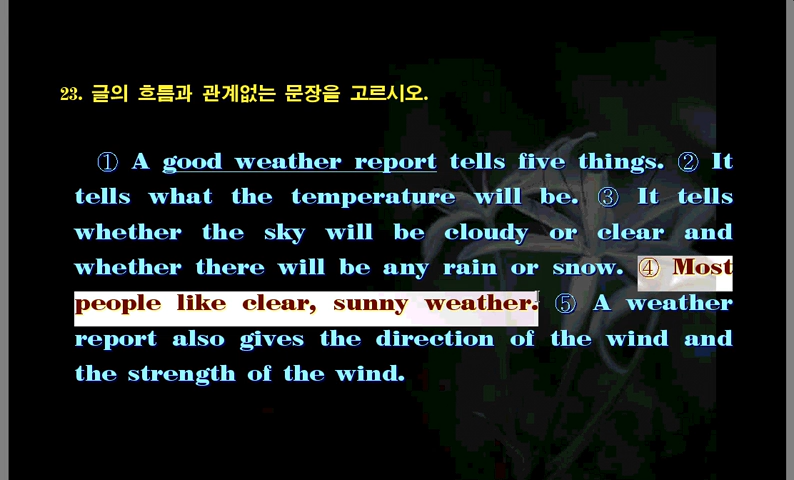 23. 글의 흐름과 관계없는 문장을 고르시오.
① A good weather report tells five things. ② It
tells what the temperature will be. ③ It tells
whether the sky will be cloudy or clear and
whether there will be any rain or snow. ④ Most
people like clear, sunny weather. ⑤ A weather
report also gives the direction of the wind and
the strength of the wind.